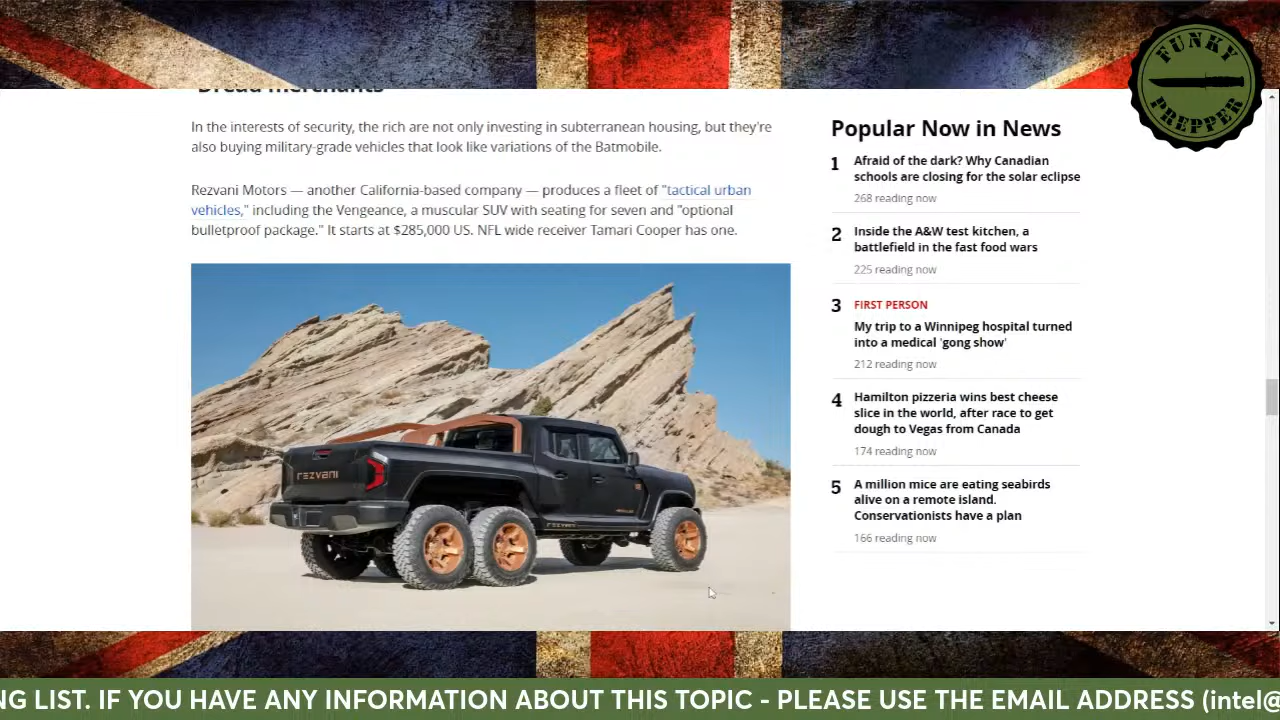 FUNKY
PREPPER
Dread merchants
In the interests of security, the rich are not only investing in subterranean housing, but they're
also buying military-grade vehicles that look like variations of the Batmobile.
Rezvani Motors — another California-based company — produces a fleet of "tactical urban
vehicles," including the Vengeance, a muscular SUV with seating for seven and "optional
bulletproof package." It starts at $285,000 US. NFL wide receiver Tamari Cooper has one.
rezvani
rezvani
Popular Now in News
1 Afraid of the dark? Why Canadian
schools are closing for the solar eclipse
268 reading now
2 Inside the A&W test kitchen, a
battlefield in the fast food wars
225 reading now
3 FIRST PERSON
My trip to a Winnipeg hospital turned
into a medical 'gong show'
212 reading now
4 Hamilton pizzeria wins best cheese
slice in the world, after race to get
dough to Vegas from Canada
174 reading now
5 A million mice are eating seabirds
alive on a remote island.
Conservationists have a plan
166 reading now
NG LIST. IF YOU HAVE ANY INFORMATION ABOUT THIS TOPIC - PLEASE USE THE EMAIL ADDRESS (intel@